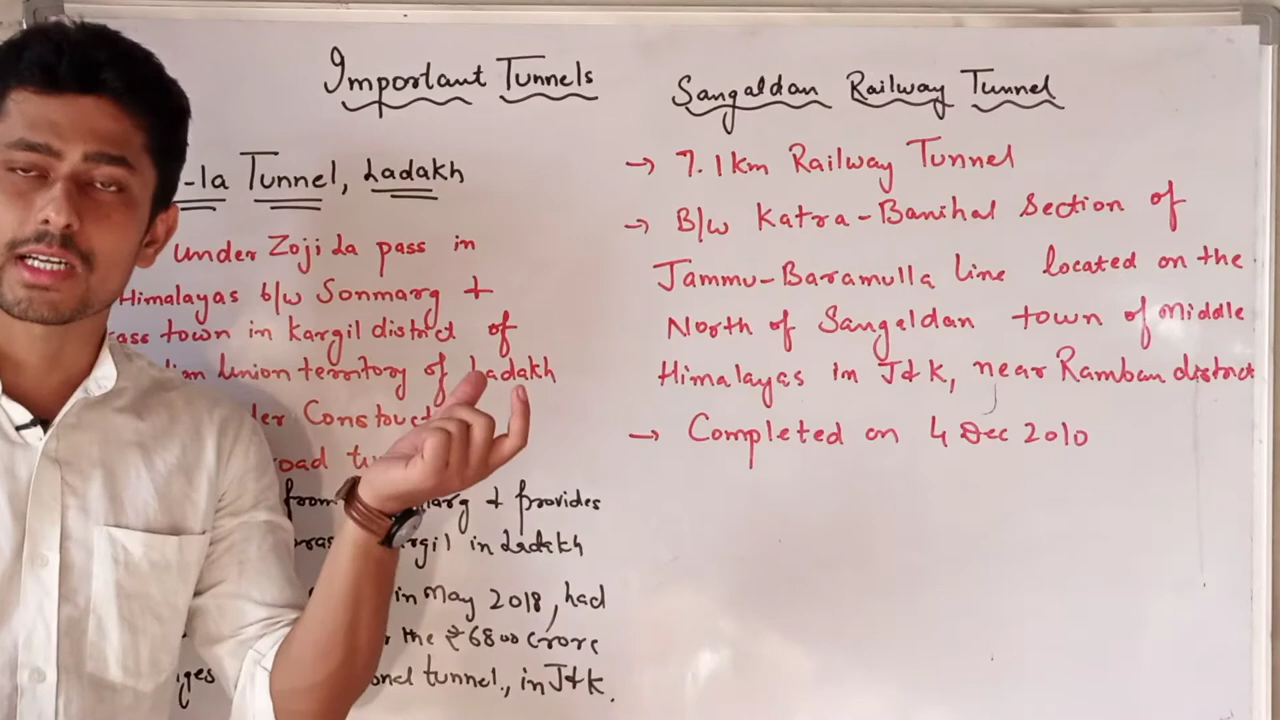 Important Tunnels
-la Tunnel, Ladakh
Under Zoji La pass in
Himalayas b/w Sonmarg +
town in Kargil district of
Union territory of Ladakh
from
+ provides
in Ladakh
in May 2018, had
the ₹6800 crore
tunnel., in J+K.
Sangaldan Railway Tunnel
→ 7.1km Railway Tunnel
→ B/w Katra-Banihal Section of
Jammu-Baramulla line located on the
North of Sangaldan town of Middle
Himalayas in J+K, near Ramban district
→ Completed on 4 Dec 2010